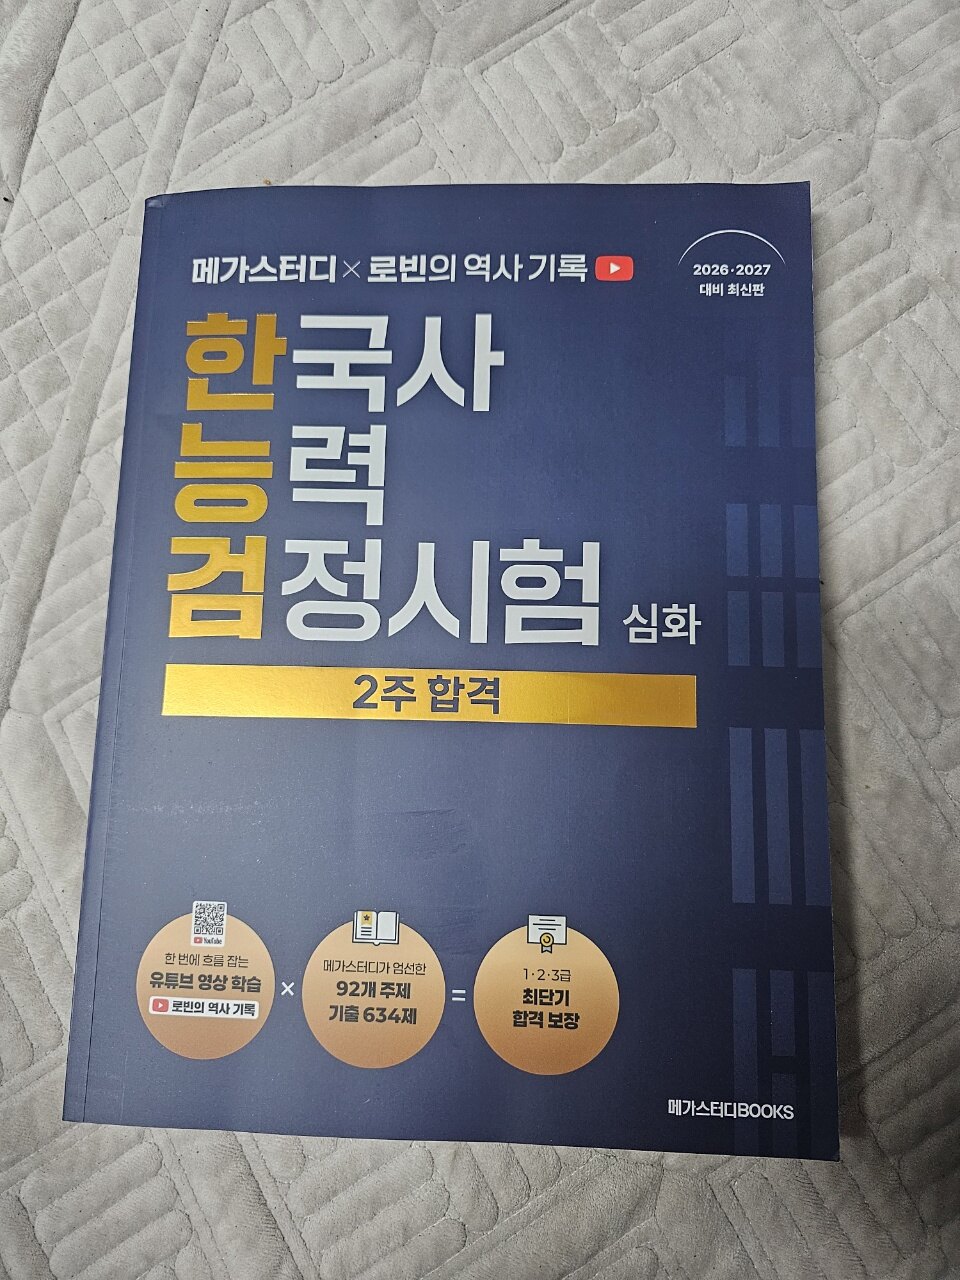 메가스터디×로빈의 역사 기록
2026·2027
대비 최신판
한국사
능력
검정시험 심화
2주 합격
YouTube
한 번에 흐름 잡는
유튜브 영상 학습
로빈의 역사 기록
×
메가스터디가 엄선한
92개 주제
기출 634제
=
1·2·3급
최단기
합격 보장
메가스터디BOOKS